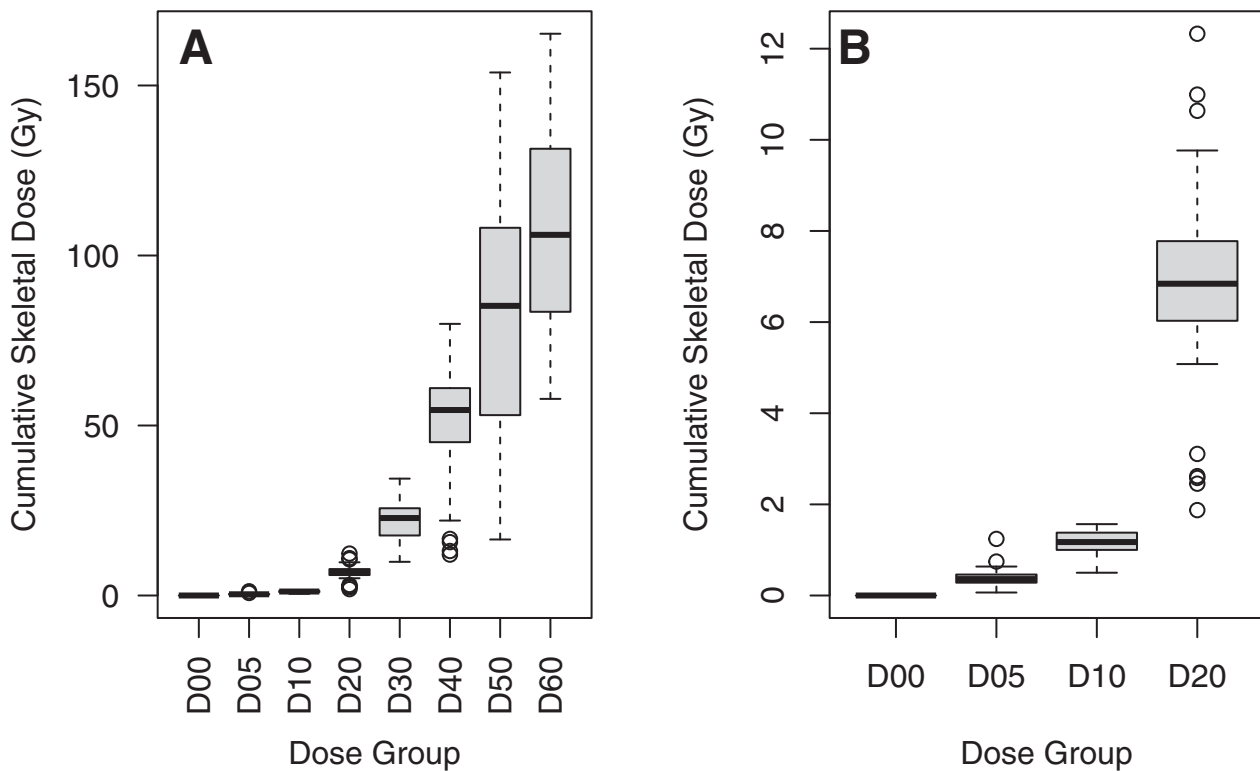 A
Cumulative Skeletal Dose (Gy)
150
100
50
0
D00 D05 D10 D20 D30 D40 D50 D60
Dose Group
B
Cumulative Skeletal Dose (Gy)
12
10
8
6
4
2
0
D00 D05 D10 D20
Dose Group